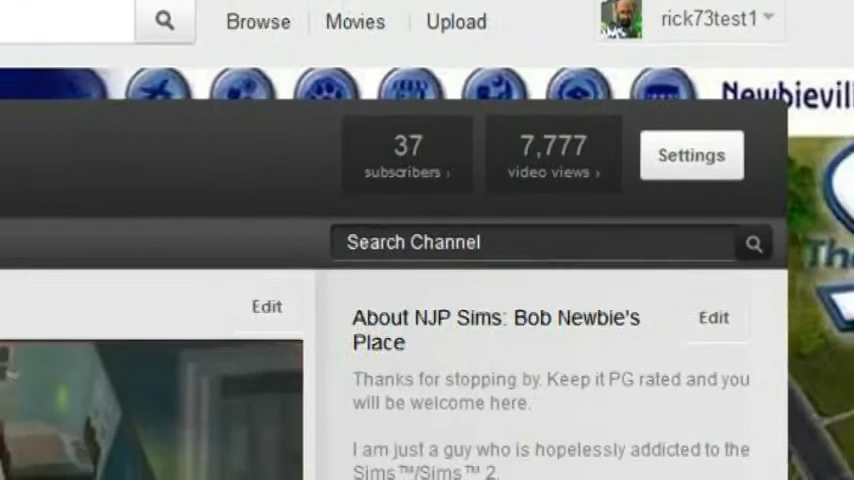 Browse Movies Upload rick73test1
Newbievill
37 7,777 Settings
subscribers › video views ›
Search Channel
Edit
About NJP Sims: Bob Newbie's Edit
Place
Thanks for stopping by. Keep it PG rated and you
will be welcome here.
I am just a guy who is hopelessly addicted to the
Sims™/Sims™ 2.
The